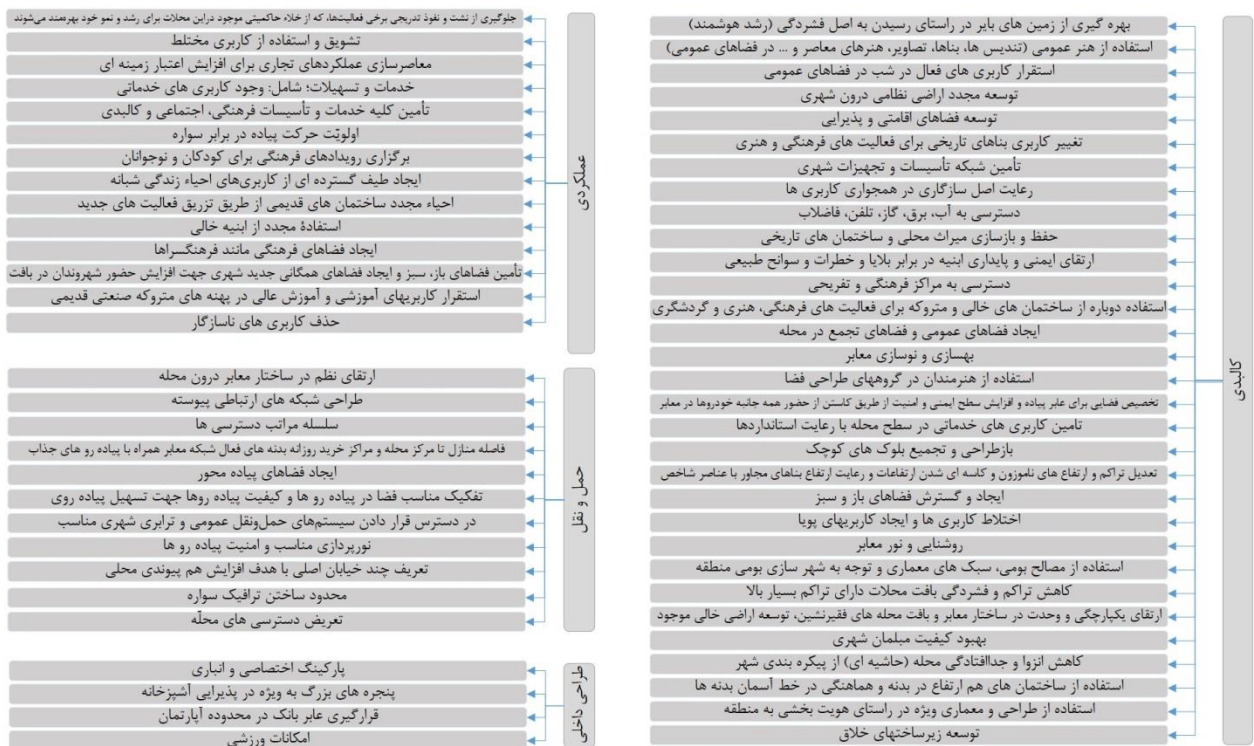 کالبدی
بهره گیری از زمین های بایر در راستای رسیدن به اصل فشردگی (رشد هوشمند)
استفاده از هنر عمومی (تندیس ها، بناها، تصاویر، هنرهای معاصر و ... در فضاهای عمومی)
استقرار کاربری های فعال در شب در فضاهای عمومی
توسعه مجدد اراضی نظامی درون شهری
توسعه فضاهای اقامتی و پذیرایی
تغییر کاربری بناهای تاریخی برای فعالیت های فرهنگی و هنری
تأمین شبکه تأسیسات و تجهیزات شهری
رعایت اصل سازگاری در همجواری کاربری ها
دسترسی به آب، برق، گاز، تلفن، فاضلاب
حفظ و بازسازی میراث محلی و ساختمان های تاریخی
ارتقای ایمنی و پایداری ابنیه در برابر بلایا و خطرات و سوانح طبیعی
دسترسی به مراکز فرهنگی و تفریحی
استفاده دوباره از ساختمان های خالی و متروکه برای فعالیت های فرهنگی، هنری و گردشگری
ایجاد فضاهای عمومی و فضاهای تجمع در محله
بهسازی و نوسازی معابر
استفاده از هنرمندان در گروههای طراحی فضا
تخصیص فضایی برای عابر پیاده و افزایش سطح ایمنی و امنیت از طریق کاستن از حضور همه جانبه خودروها در معابر
تامین کاربری های خدماتی در سطح محله با رعایت استانداردها
بازطراحی و تجمیع بلوک های کوچک
تعدیل تراکم و ارتفاع های ناموزون و کاسه ای شدن ارتفاعات و رعایت ارتفاع بناهای مجاور با عناصر شاخص
ایجاد و گسترش فضاهای باز و سبز
اختلاط کاربری ها و ایجاد کاربریهای پویا
روشنایی و نور معابر
استفاده از مصالح بومی، سبک های معماری و توجه به شهر سازی بومی منطقه
کاهش تراکم و فشردگی بافت محلات دارای تراکم بسیار بالا
ارتقای یکپارچگی و وحدت در ساختار معابر و بافت محله های فقیرنشین، توسعه اراضی خالی موجود
بهبود کیفیت مبلمان شهری
کاهش انزوا و جداافتادگی محله (حاشیه ای) از پیکره بندی شهر
استفاده از ساختمان های هم ارتفاع در بدنه و هماهنگی در خط آسمان بدنه ها
استفاده از طراحی و معماری ویژه در راستای هویت بخشی به منطقه
توسعه زیرساختهای خلاق
عملکردی
جلوگیری از نشت و نفوذ تدریجی برخی فعالیت‌ها، که از خلاء حاکمیتی موجود دراین محلات برای رشد و نمو خود بهره‌مند می‌شوند
تشویق و استفاده از کاربری مختلط
معاصرسازی عملکردهای تجاری برای افزایش اعتبار زمینه ای
خدمات و تسهیلات؛ شامل: وجود کاربری های خدماتی
تأمین کلیه خدمات و تأسیسات فرهنگی، اجتماعی و کالبدی
اولویّت حرکت پیاده در برابر سواره
برگزاری رویدادهای فرهنگی برای کودکان و نوجوانان
ایجاد طیف گسترده ای از کاربری‌های احیاء زندگی شبانه
احیاء مجدد ساختمان های قدیمی از طریق تزریق فعالیت های جدید
استفادۀ مجدد از ابنیه خالی
ایجاد فضاهای فرهنگی مانند فرهنگسراها
تأمین فضاهای باز، سبز و ایجاد فضاهای همگانی جدید شهری جهت افزایش حضور شهروندان در بافت
استقرار کاربریهای آموزشی و آموزش عالی در پهنه های متروکه صنعتی قدیمی
حذف کاربری های ناسازگار
حمل و نقل
ارتقای نظم در ساختار معابر درون محله
طراحی شبکه های ارتباطی پیوسته
سلسله مراتب دسترسی ها
فاصله منازل تا مرکز محله و مراکز خرید روزانه بدنه های فعال شبکه معابر همراه با پیاده رو های جذاب
ایجاد فضاهای پیاده محور
تفکیک مناسب فضا در پیاده رو ها و کیفیت پیاده روها جهت تسهیل پیاده روی
در دسترس قرار دادن سیستم‌های حمل‌ونقل عمومی و ترابری شهری مناسب
نورپردازی مناسب و امنیت پیاده رو ها
تعریف چند خیابان اصلی با هدف افزایش هم پیوندی محلی
محدود ساختن ترافیک سواره
تعریض دسترسی های محلّه
طراحی داخلی
پارکینگ اختصاصی و انباری
پنجره های بزرگ به ویژه در پذیرایی آشپزخانه
قرارگیری عابر بانک در محدوده آپارتمان
امکانات ورزشی